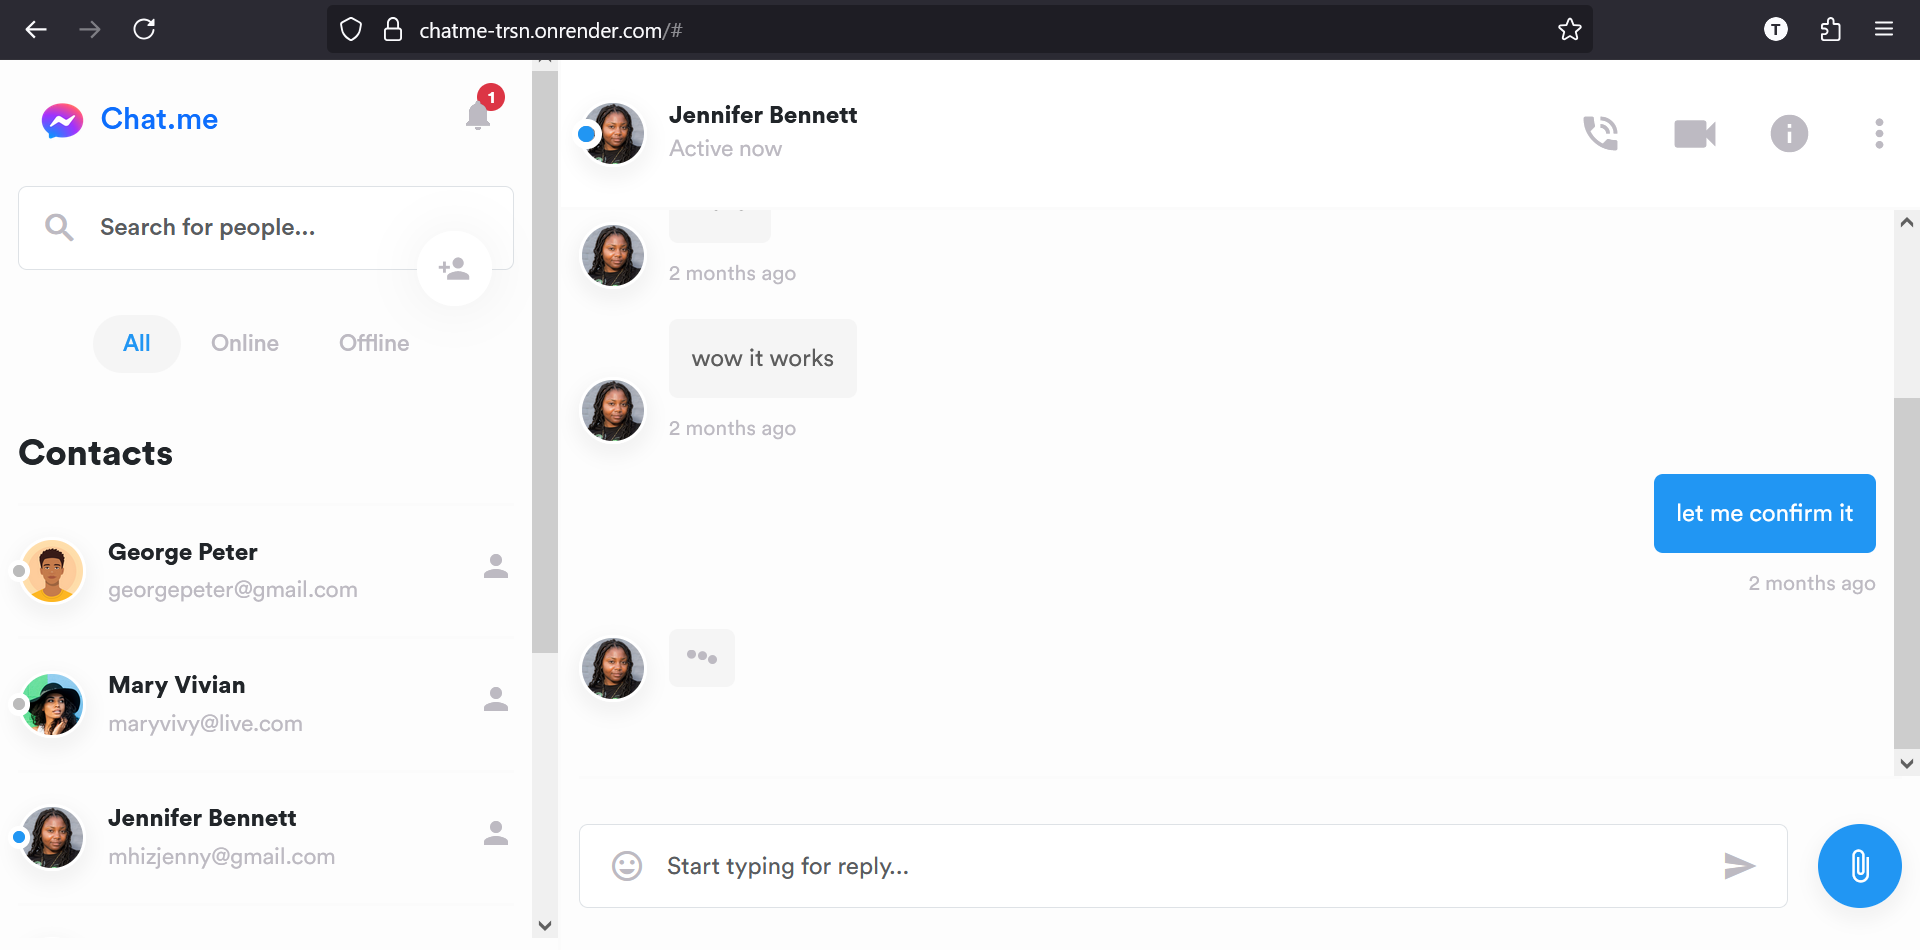 chatme-trsn.onrender.com/#
T
Chat.me
1
Search for people...
All
Online
Offline
Contacts
George Peter
georgepeter@gmail.com
Mary Vivian
maryvivy@live.com
Jennifer Bennett
mhizjenny@gmail.com
Jennifer Bennett
Active now
2 months ago
wow it works
2 months ago
let me confirm it
2 months ago
Start typing for reply...